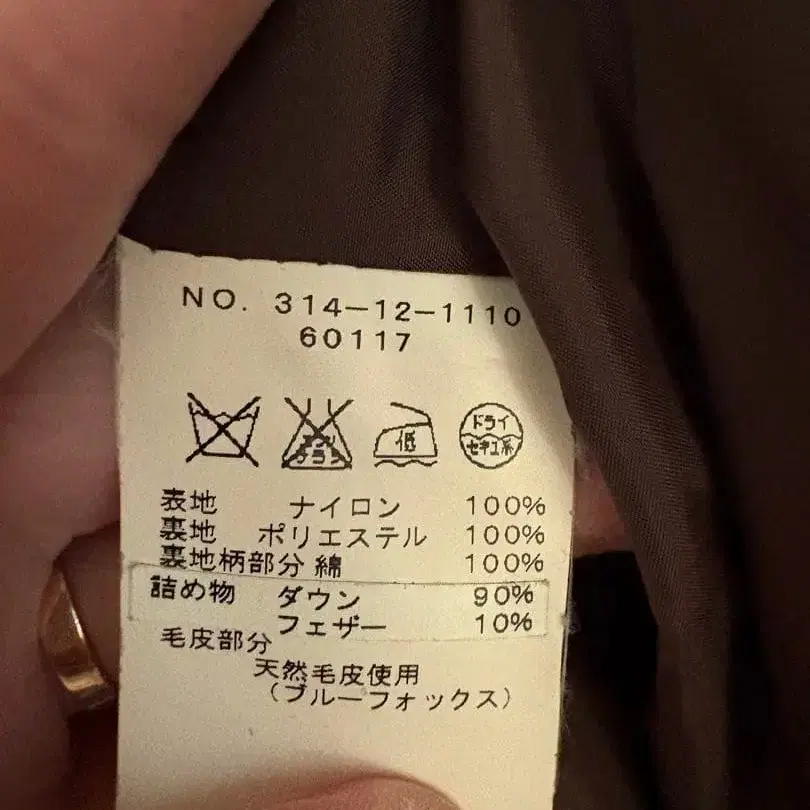 NO. 314-12-1110
60117
低
ドライ
セキユ系
表地 ナイロン 100%
裏地 ポリエステル 100%
裏地柄部分 綿 100%
詰め物 ダウン 90%
フェザー 10%
毛皮部分
天然毛皮使用
(ブルーフォックス)